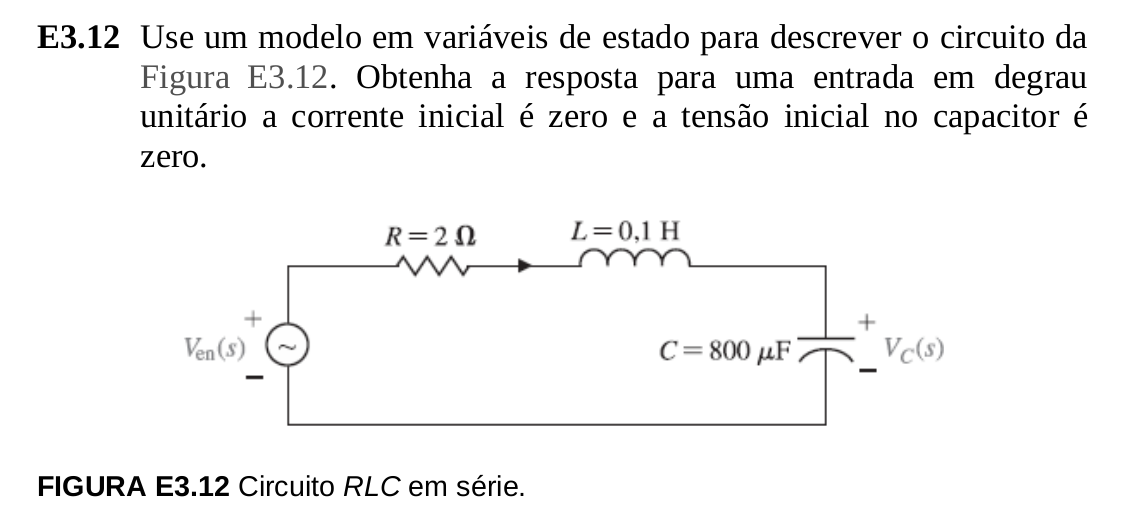 E3.12 Use um modelo em variáveis de estado para descrever o circuito da
Figura E3.12. Obtenha a resposta para uma entrada em degrau
unitário a corrente inicial é zero e a tensão inicial no capacitor é
zero.
R = 2 Ω
L = 0,1 H
+
Ven(s)
~
−
C = 800 μF
+
VC(s)
−
FIGURA E3.12 Circuito RLC em série.